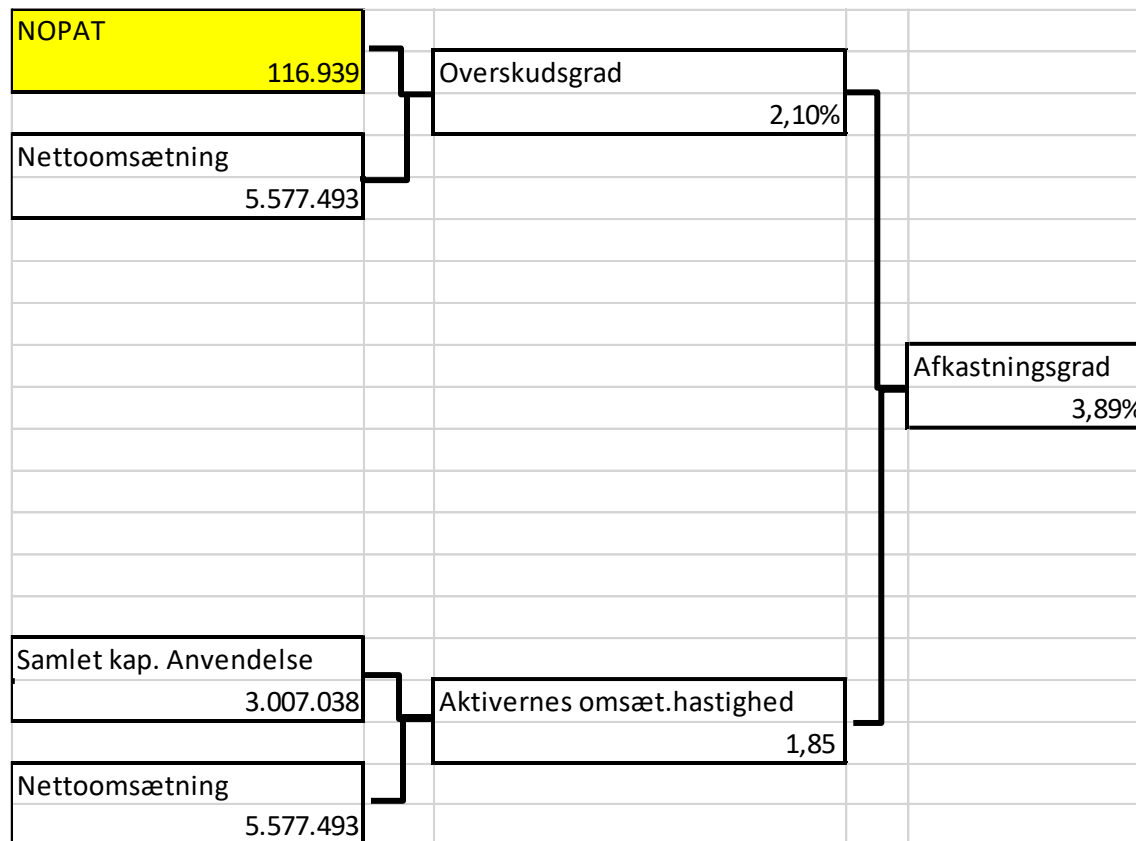 NOPAT
116.939
Overskudsgrad
2,10%
Nettoomsætning
5.577.493
Afkastningsgrad
3,89%
Samlet kap. Anvendelse
3.007.038
Aktivernes omsæt.hastighed
1,85
Nettoomsætning
5.577.493